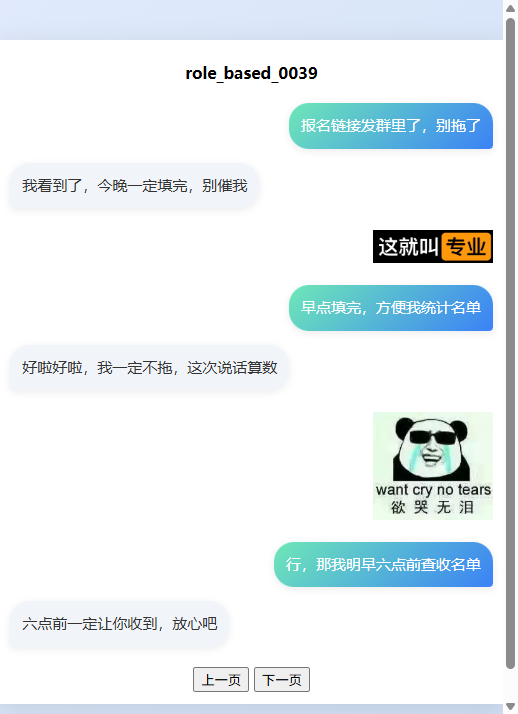 role_based_0039
报名链接发群里了，别拖了
我看到了，今晚一定填完，别催我
这就叫 专业
早点填完，方便我统计名单
好啦好啦，我一定不拖，这次说话算数
want cry no tears
欲哭无泪
行，那我明早六点前查收名单
六点前一定让你收到，放心吧
上一页 下一页